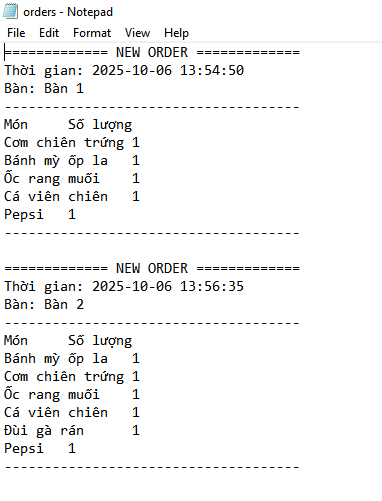 orders - Notepad
File Edit Format View Help
============= NEW ORDER =============
Thời gian: 2025-10-06 13:54:50
Bàn: Bàn 1
-------------------------------------
Món Số lượng
Cơm chiên trứng 1
Bánh mỳ ốp la 1
Ốc rang muối 1
Cá viên chiên 1
Pepsi 1
-------------------------------------
============= NEW ORDER =============
Thời gian: 2025-10-06 13:56:35
Bàn: Bàn 2
-------------------------------------
Món Số lượng
Bánh mỳ ốp la 1
Cơm chiên trứng 1
Ốc rang muối 1
Cá viên chiên 1
Đùi gà rán 1
Pepsi 1
-------------------------------------